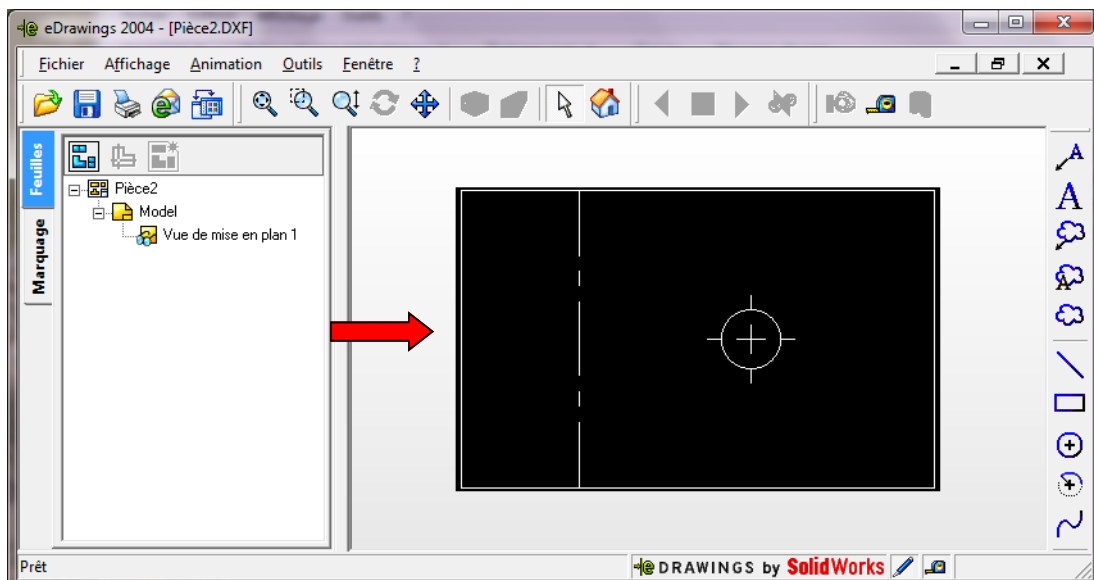 eDrawings 2004 - [Pièce2.DXF]
Fichier Affichage Animation Outils Fenêtre ?
Feuilles
Marquage
Pièce2
Model
Vue de mise en plan 1
A
A
A
Prêt
eDRAWINGS by SolidWorks